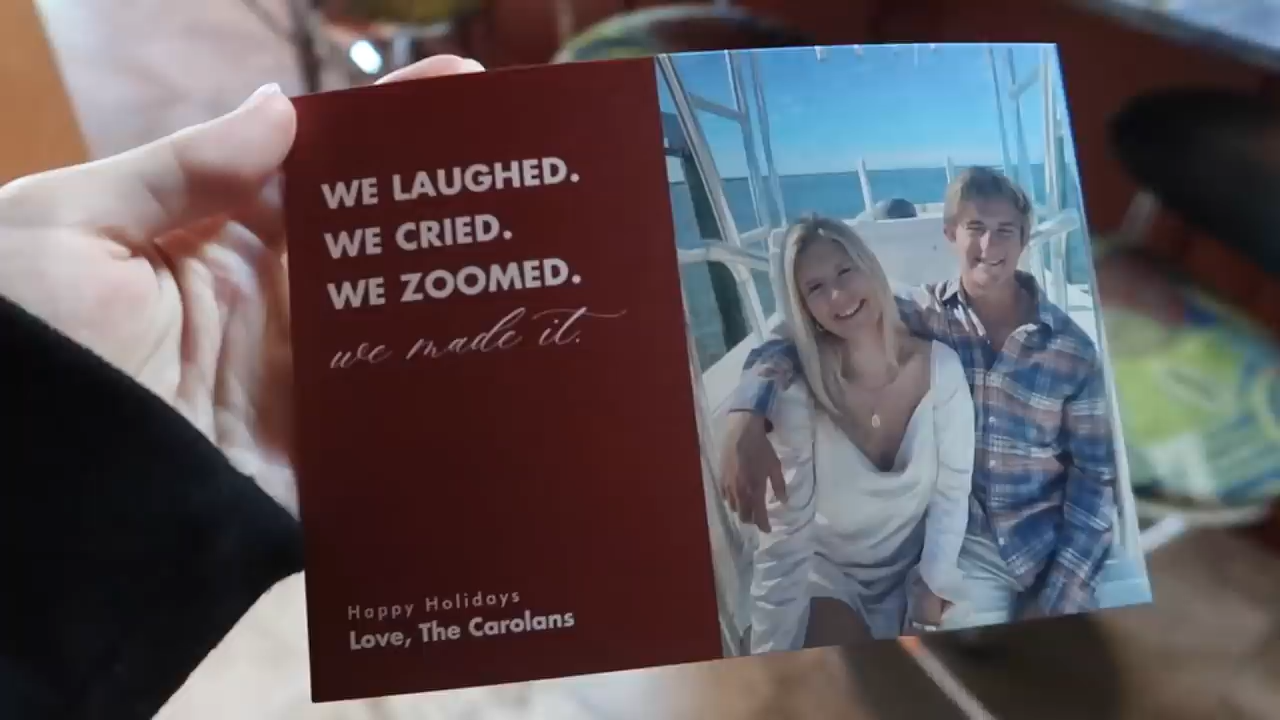 WE LAUGHED.
WE CRIED.
WE ZOOMED.
we made it.
Happy Holidays
Love, The Carolans